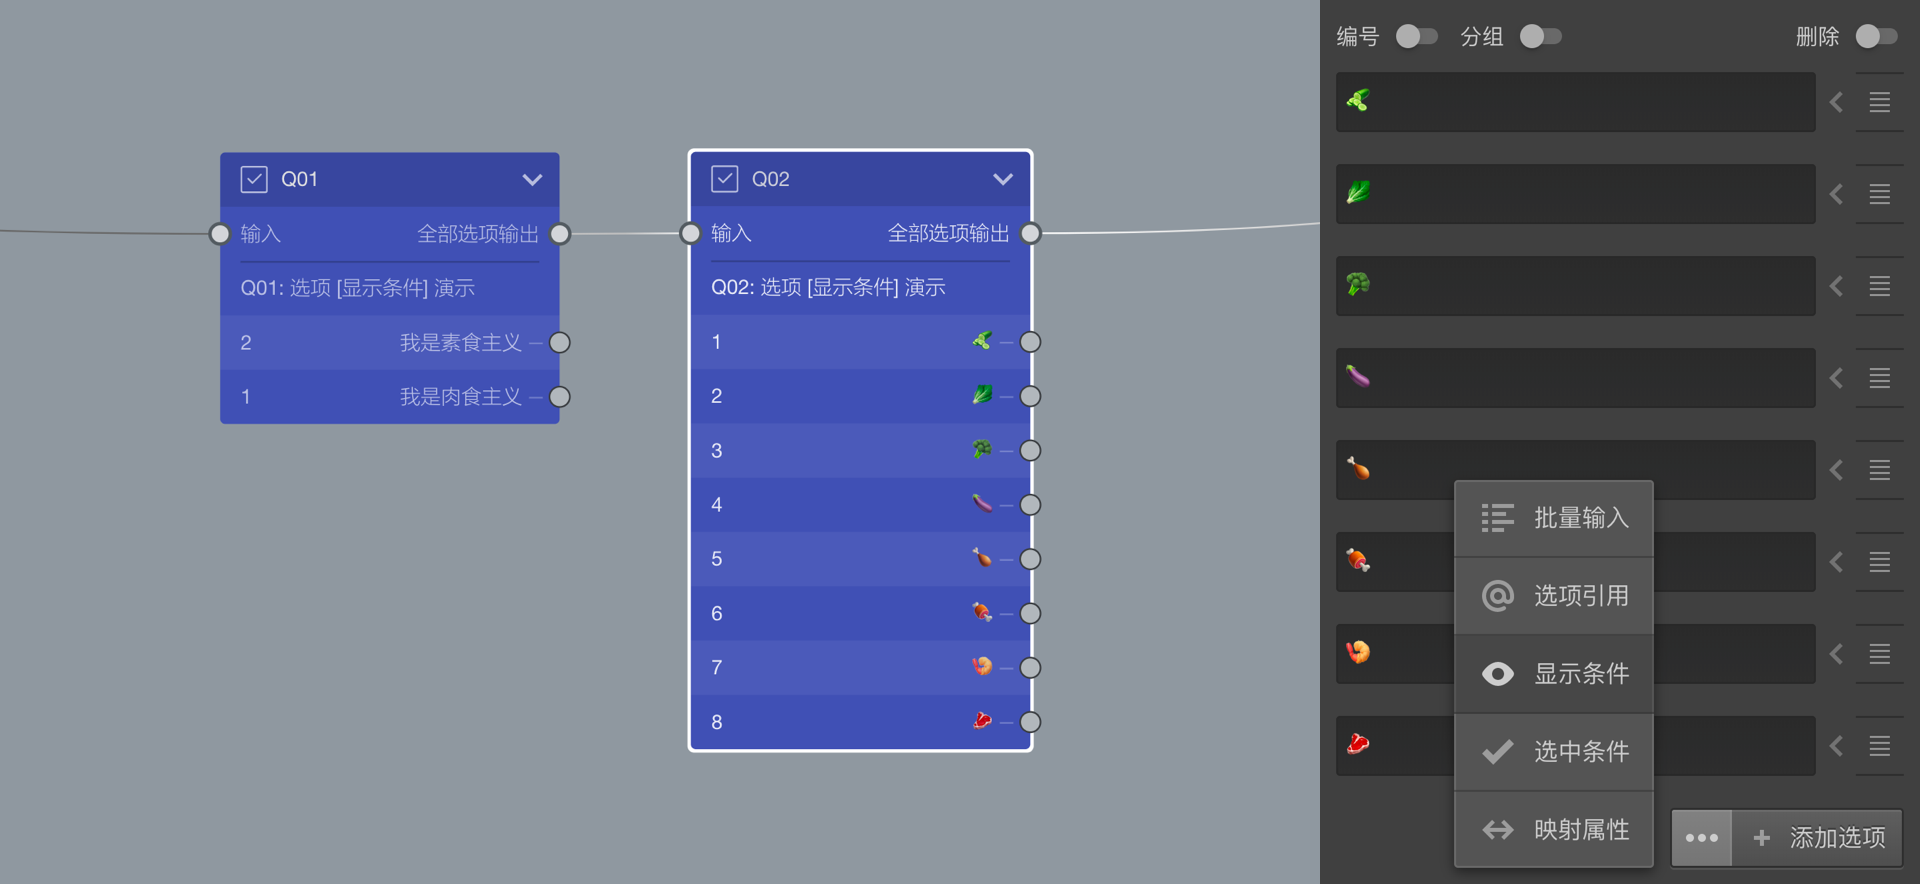 Q01
输入 全部选项输出
Q01: 选项 [显示条件] 演示
2 我是素食主义
1 我是肉食主义
Q02
输入 全部选项输出
Q02: 选项 [显示条件] 演示
1
2
3
4
5
6
7
8
编号 分组 删除
批量输入
选项引用
显示条件
选中条件
映射属性
添加选项